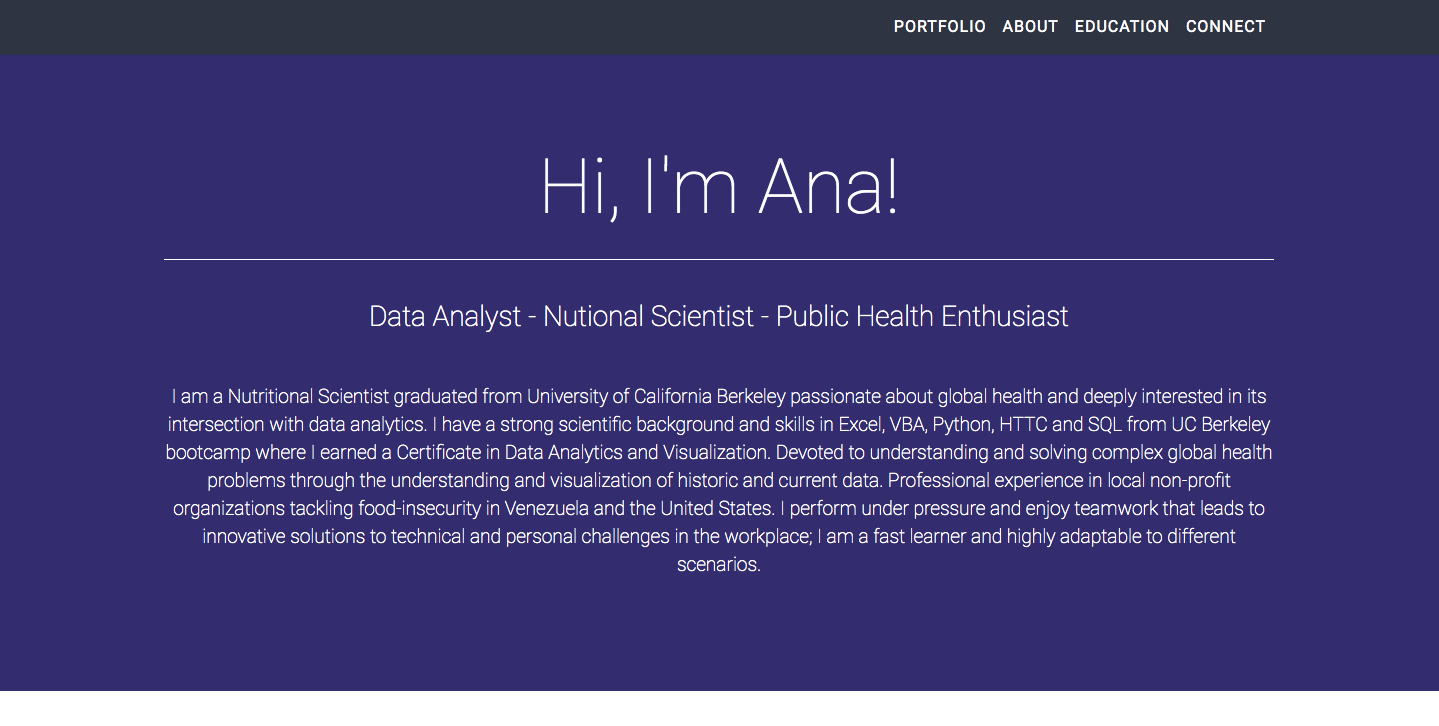 PORTFOLIO ABOUT EDUCATION CONNECT
Hi, I'm Ana!
Data Analyst - Nutional Scientist - Public Health Enthusiast
I am a Nutritional Scientist graduated from University of California Berkeley passionate about global health and deeply interested in its
intersection with data analytics. I have a strong scientific background and skills in Excel, VBA, Python, HTTC and SQL from UC Berkeley
bootcamp where I earned a Certificate in Data Analytics and Visualization. Devoted to understanding and solving complex global health
problems through the understanding and visualization of historic and current data. Professional experience in local non-profit
organizations tackling food-insecurity in Venezuela and the United States. I perform under pressure and enjoy teamwork that leads to
innovative solutions to technical and personal challenges in the workplace; I am a fast learner and highly adaptable to different
scenarios.